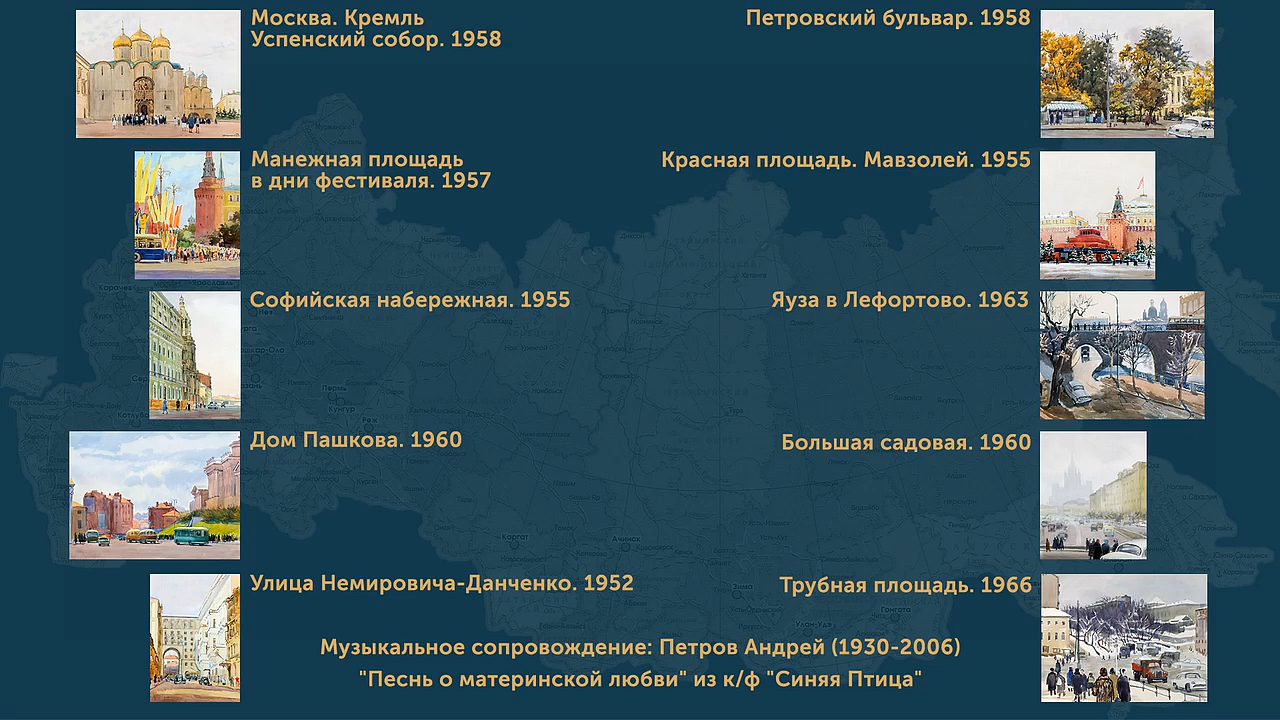 Москва. Кремль
Успенский собор. 1958
Манежная площадь
в дни фестиваля. 1957
Софийская набережная. 1955
Дом Пашкова. 1960
Улица Немировича-Данченко. 1952
Петровский бульвар. 1958
Красная площадь. Мавзолей. 1955
Яуза в Лефортово. 1963
Большая садовая. 1960
Трубная площадь. 1966
Музыкальное сопровождение: Петров Андрей (1930-2006)
"Песнь о материнской любви" из к/ф "Синяя Птица"